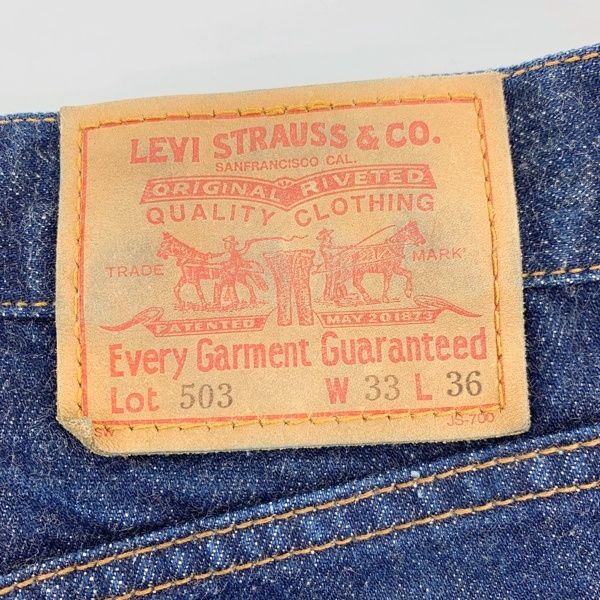 LEVI STRAUSS & CO.
SANFRANCISCO CAL.
ORIGINAL RIVETED
QUALITY CLOTHING
TRADE MARK®
PATENTED MAY 20 1873
Every Garment Guaranteed
Lot 503 W 33 L 36
SW JS-700